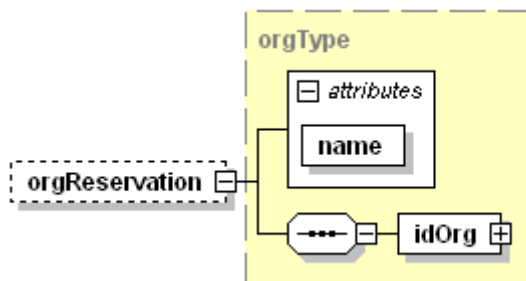 orgType
attributes
name
orgReservation
idOrg